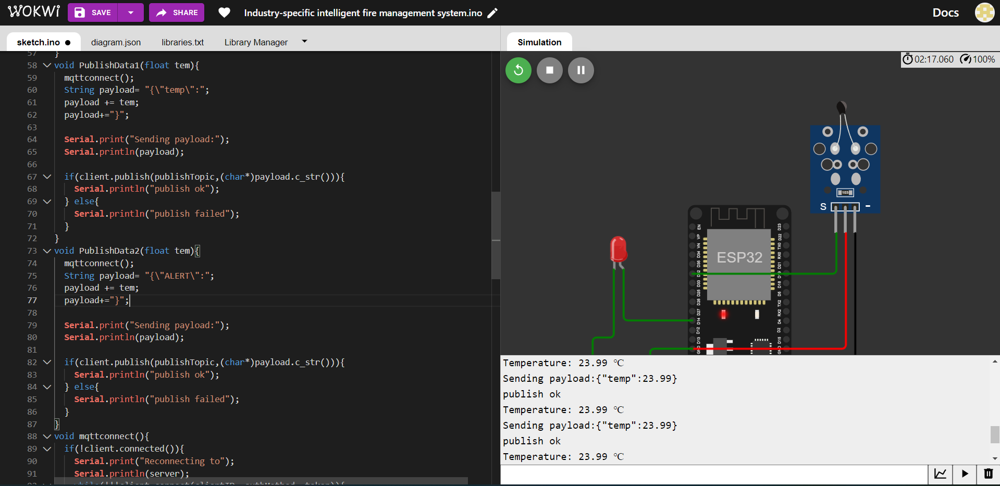 WOKWI SAVE SHARE Industry-specific intelligent fire management system.ino Docs
sketch.ino ● diagram.json libraries.txt Library Manager
Simulation
02:17.060 100%
57 }
58 void PublishData1(float tem){
59 mqttconnect();
60 String payload= "{\"temp\":";
61 payload += tem;
62 payload+="}";
63
64 Serial.print("Sending payload:");
65 Serial.println(payload);
66
67 if(client.publish(publishTopic,(char*)payload.c_str())){
68 Serial.println("publish ok");
69 } else{
70 Serial.println("publish failed");
71 }
72 }
73 void PublishData2(float tem){
74 mqttconnect();
75 String payload= "{\"ALERT\":";
76 payload += tem;
77 payload+="}";
78
79 Serial.print("Sending payload:");
80 Serial.println(payload);
81
82 if(client.publish(publishTopic,(char*)payload.c_str())){
83 Serial.println("publish ok");
84 } else{
85 Serial.println("publish failed");
86 }
87 }
88 void mqttconnect(){
89 if(!client.connected()){
90 Serial.print("Reconnecting to");
91 Serial.println(server);
103
S -
ESP32
EN
VP
VN
D34
D35
D32
D33
D25
D26
D27
D14
D12
D13
GND
D23
D22
TX0
RX0
D21
D19
D18
D5
TX2
RX2
D4
D2
D15
GND
Temperature: 23.99 ℃
Sending payload:{"temp":23.99}
publish ok
Temperature: 23.99 ℃
Sending payload:{"temp":23.99}
publish ok
Temperature: 23.99 ℃